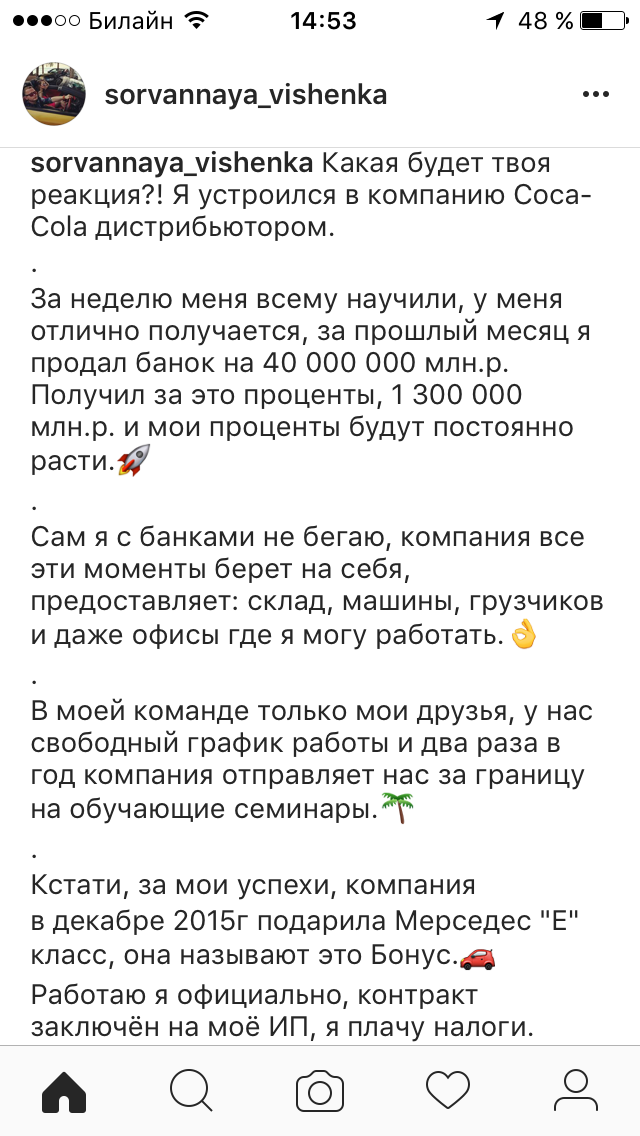 Билайн 14:53 48 %
sorvannaya_vishenka
sorvannaya_vishenka Какая будет твоя
реакция?! Я устроился в компанию Coca-
Cola дистрибьютором.
.
За неделю меня всему научили, у меня
отлично получается, за прошлый месяц я
продал банок на 40 000 000 млн.р.
Получил за это проценты, 1 300 000
млн.р. и мои проценты будут постоянно
расти.🚀
.
Сам я с банками не бегаю, компания все
эти моменты берет на себя,
предоставляет: склад, машины, грузчиков
и даже офисы где я могу работать.👌
.
В моей команде только мои друзья, у нас
свободный график работы и два раза в
год компания отправляет нас за границу
на обучающие семинары.🌴
.
Кстати, за мои успехи, компания
в декабре 2015г подарила Мерседес "Е"
класс, она называют это Бонус.🚗
Работаю я официально, контракт
заключён на моё ИП, я плачу налоги.